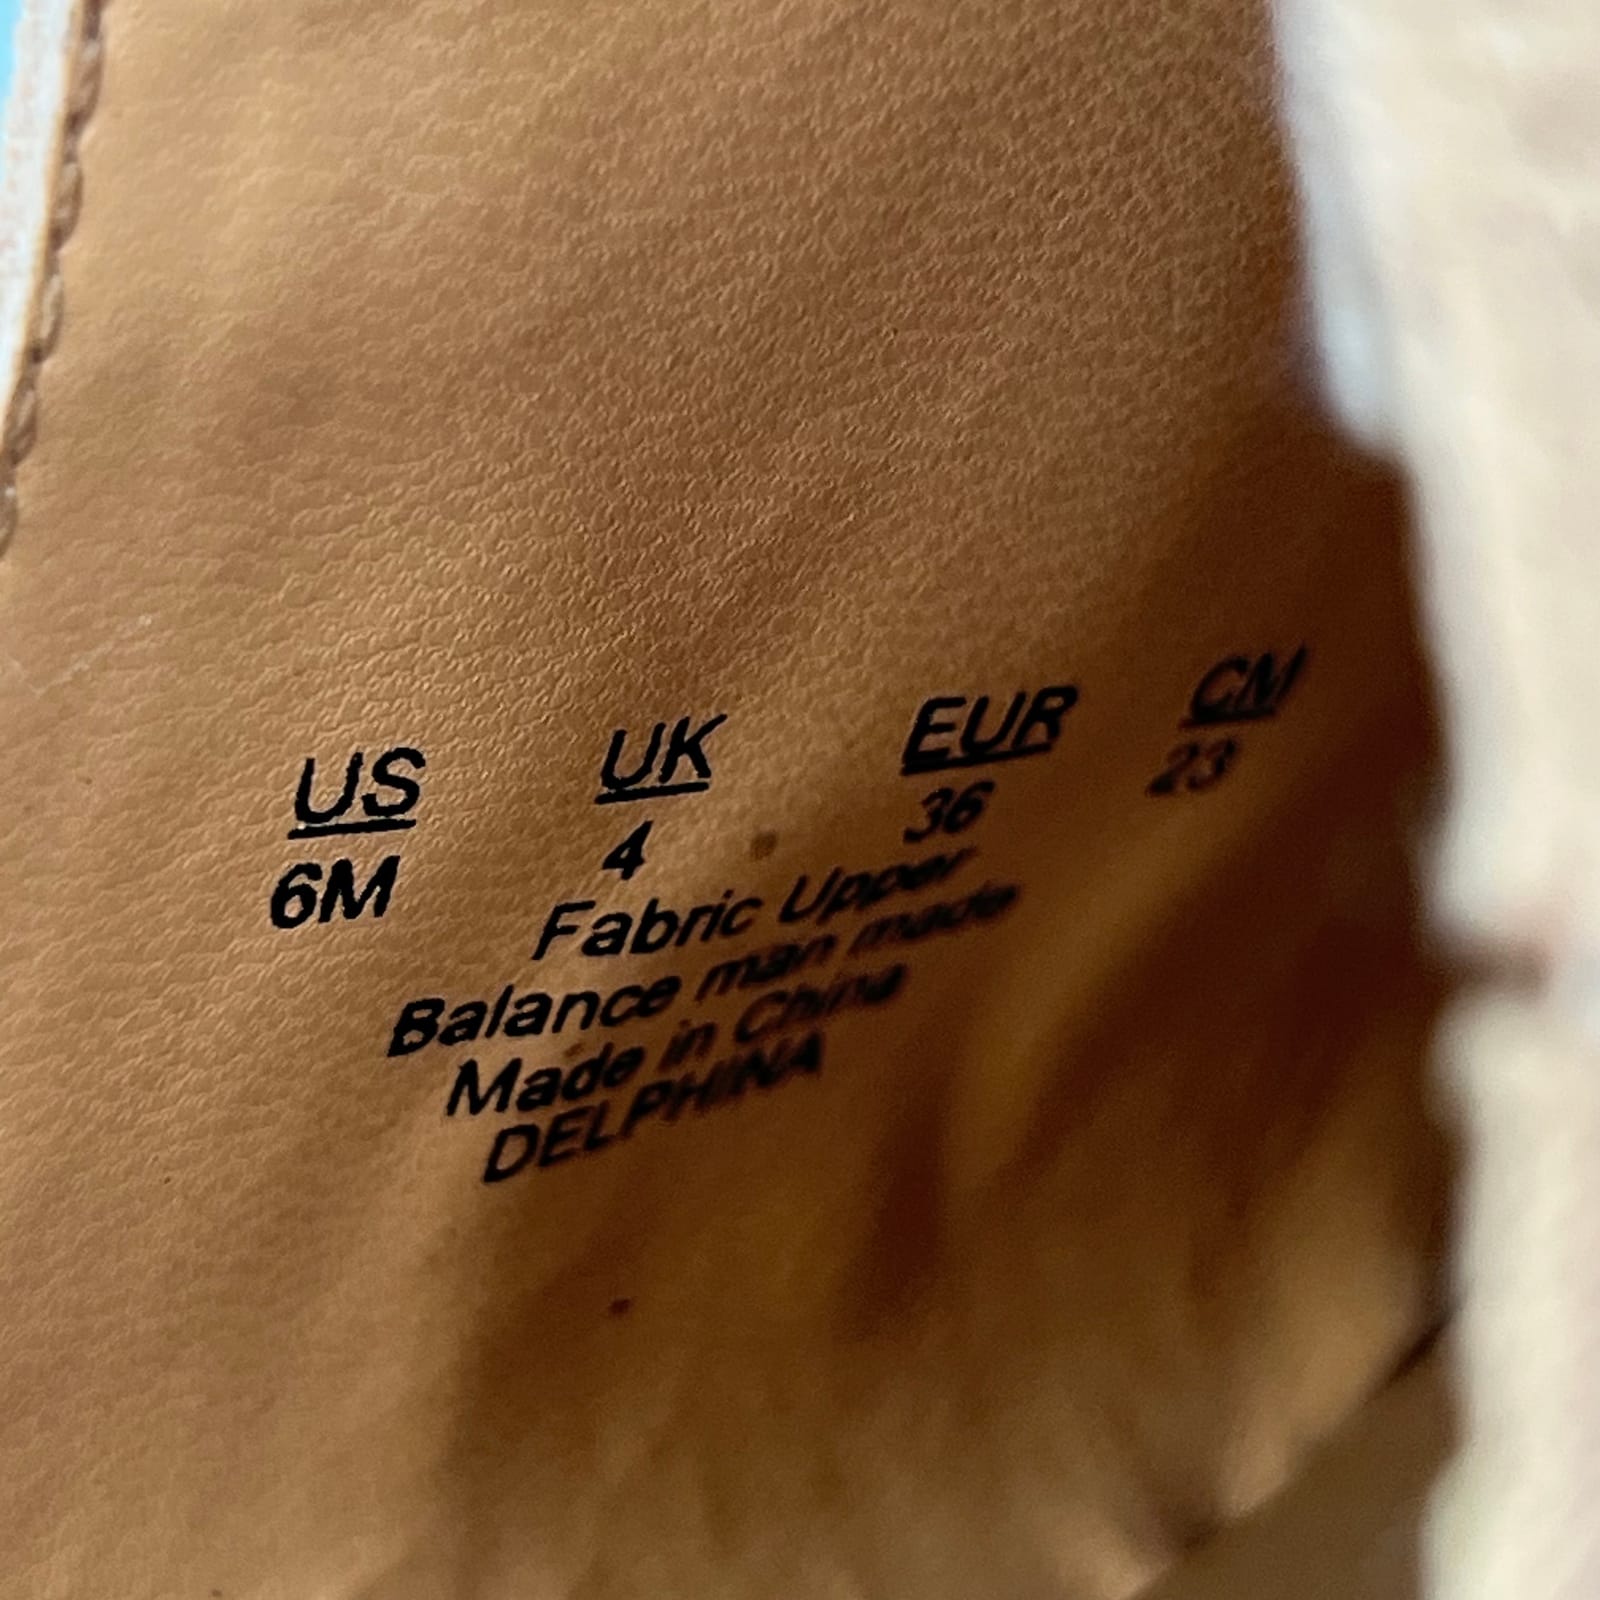 US UK EUR CM
6M 4 36 23
Fabric Upper
Balance man made
Made in China
DELPHINA